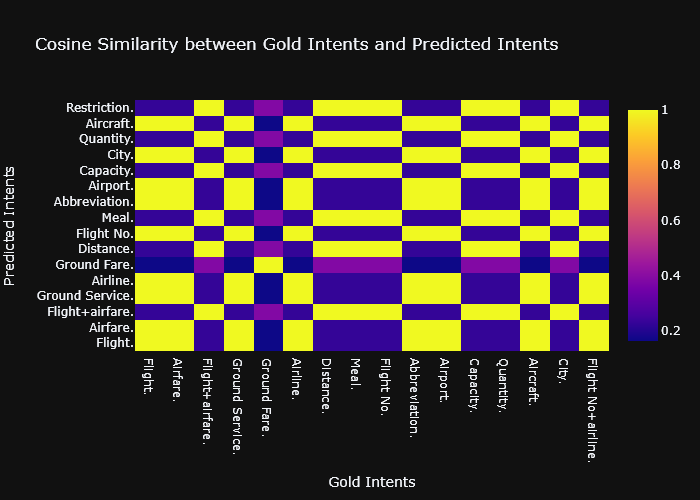 Cosine Similarity between Gold Intents and Predicted Intents
Restriction.
Aircraft.
Quantity.
City.
Capacity.
Airport.
Abbreviation.
Meal.
Flight No.
Distance.
Ground Fare.
Airline.
Ground Service.
Flight+airfare.
Airfare.
Flight.
Predicted Intents
Flight.
Airfare.
Flight+airfare.
Ground Service.
Ground Fare.
Airline.
Distance.
Meal.
Flight No.
Abbreviation.
Airport.
Capacity.
Quantity.
Aircraft.
City.
Flight No+airline.
Gold Intents
1
0.8
0.6
0.4
0.2